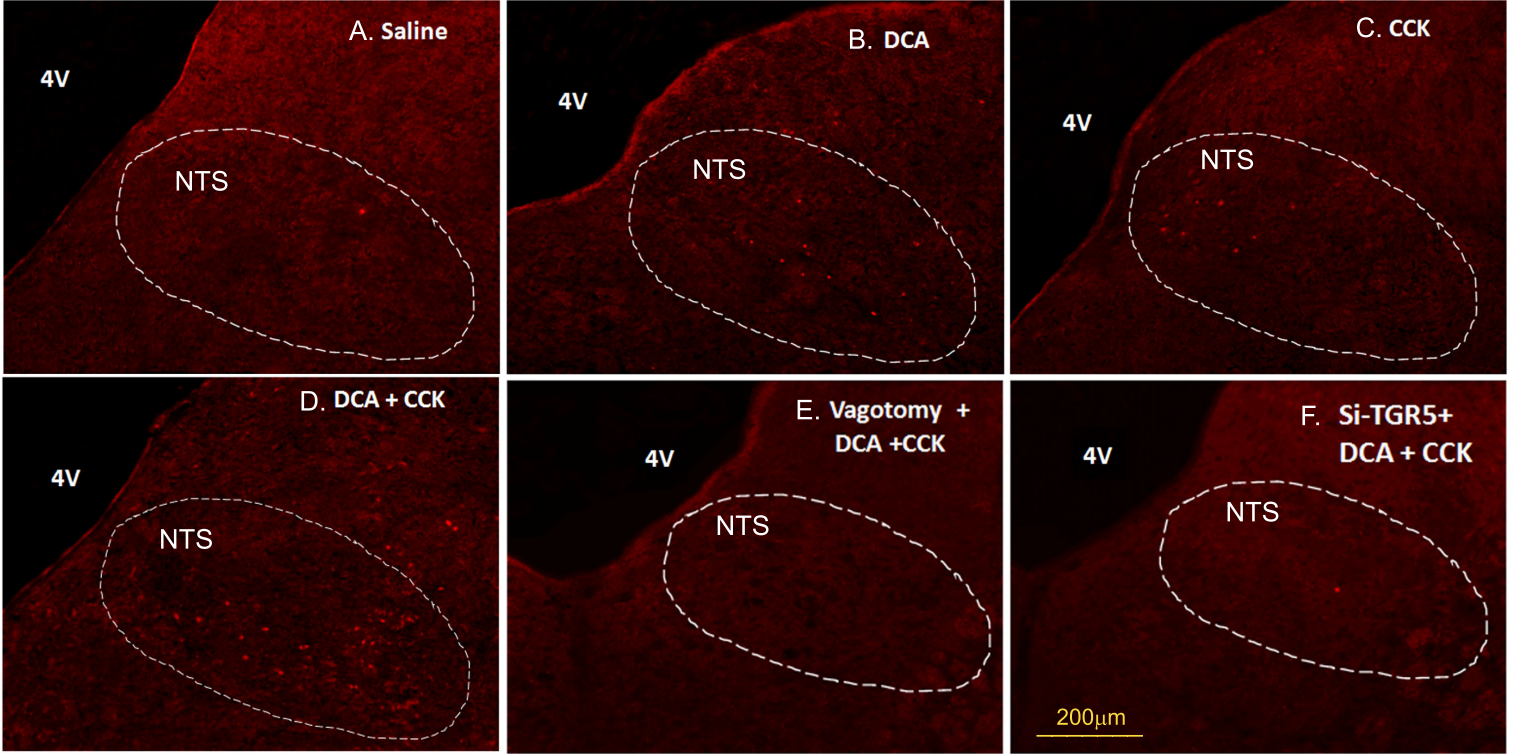 A. Saline
4V
NTS
B. DCA
4V
NTS
C. CCK
4V
NTS
D. DCA + CCK
4V
NTS
E. Vagotomy +
DCA +CCK
4V
NTS
F. Si-TGR5+
DCA + CCK
4V
NTS
200μm